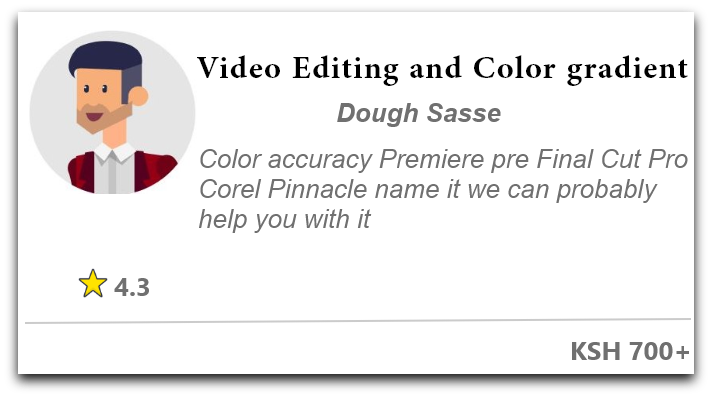 Video Editing and Color gradient
Dough Sasse
Color accuracy Premiere pre Final Cut Pro
Corel Pinnacle name it we can probably
help you with it
4.3
KSH 700+